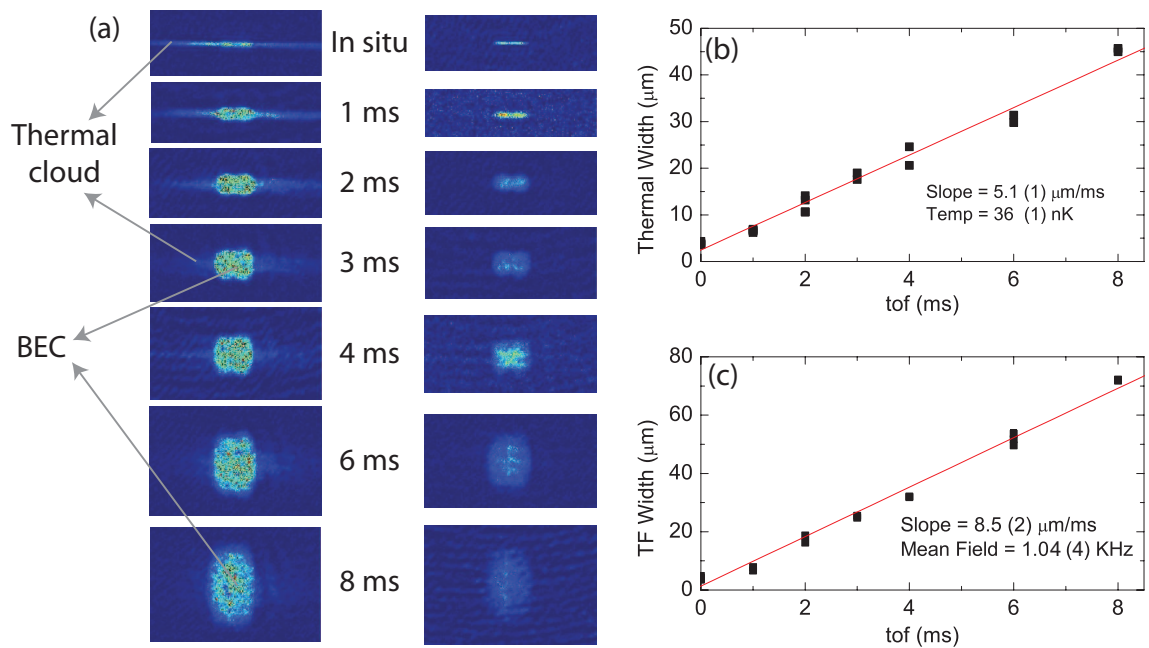 (a)
In situ
1 ms
Thermal
cloud
2 ms
3 ms
BEC
4 ms
6 ms
8 ms
(b)
Thermal Width (μm)
50
40
30
20
10
0
Slope = 5.1 (1) μm/ms
Temp = 36 (1) nK
0 2 4 6 8
tof (ms)
(c)
TF Width (μm)
80
60
40
20
0
Slope = 8.5 (2) μm/ms
Mean Field = 1.04 (4) KHz
0 2 4 6 8
tof (ms)